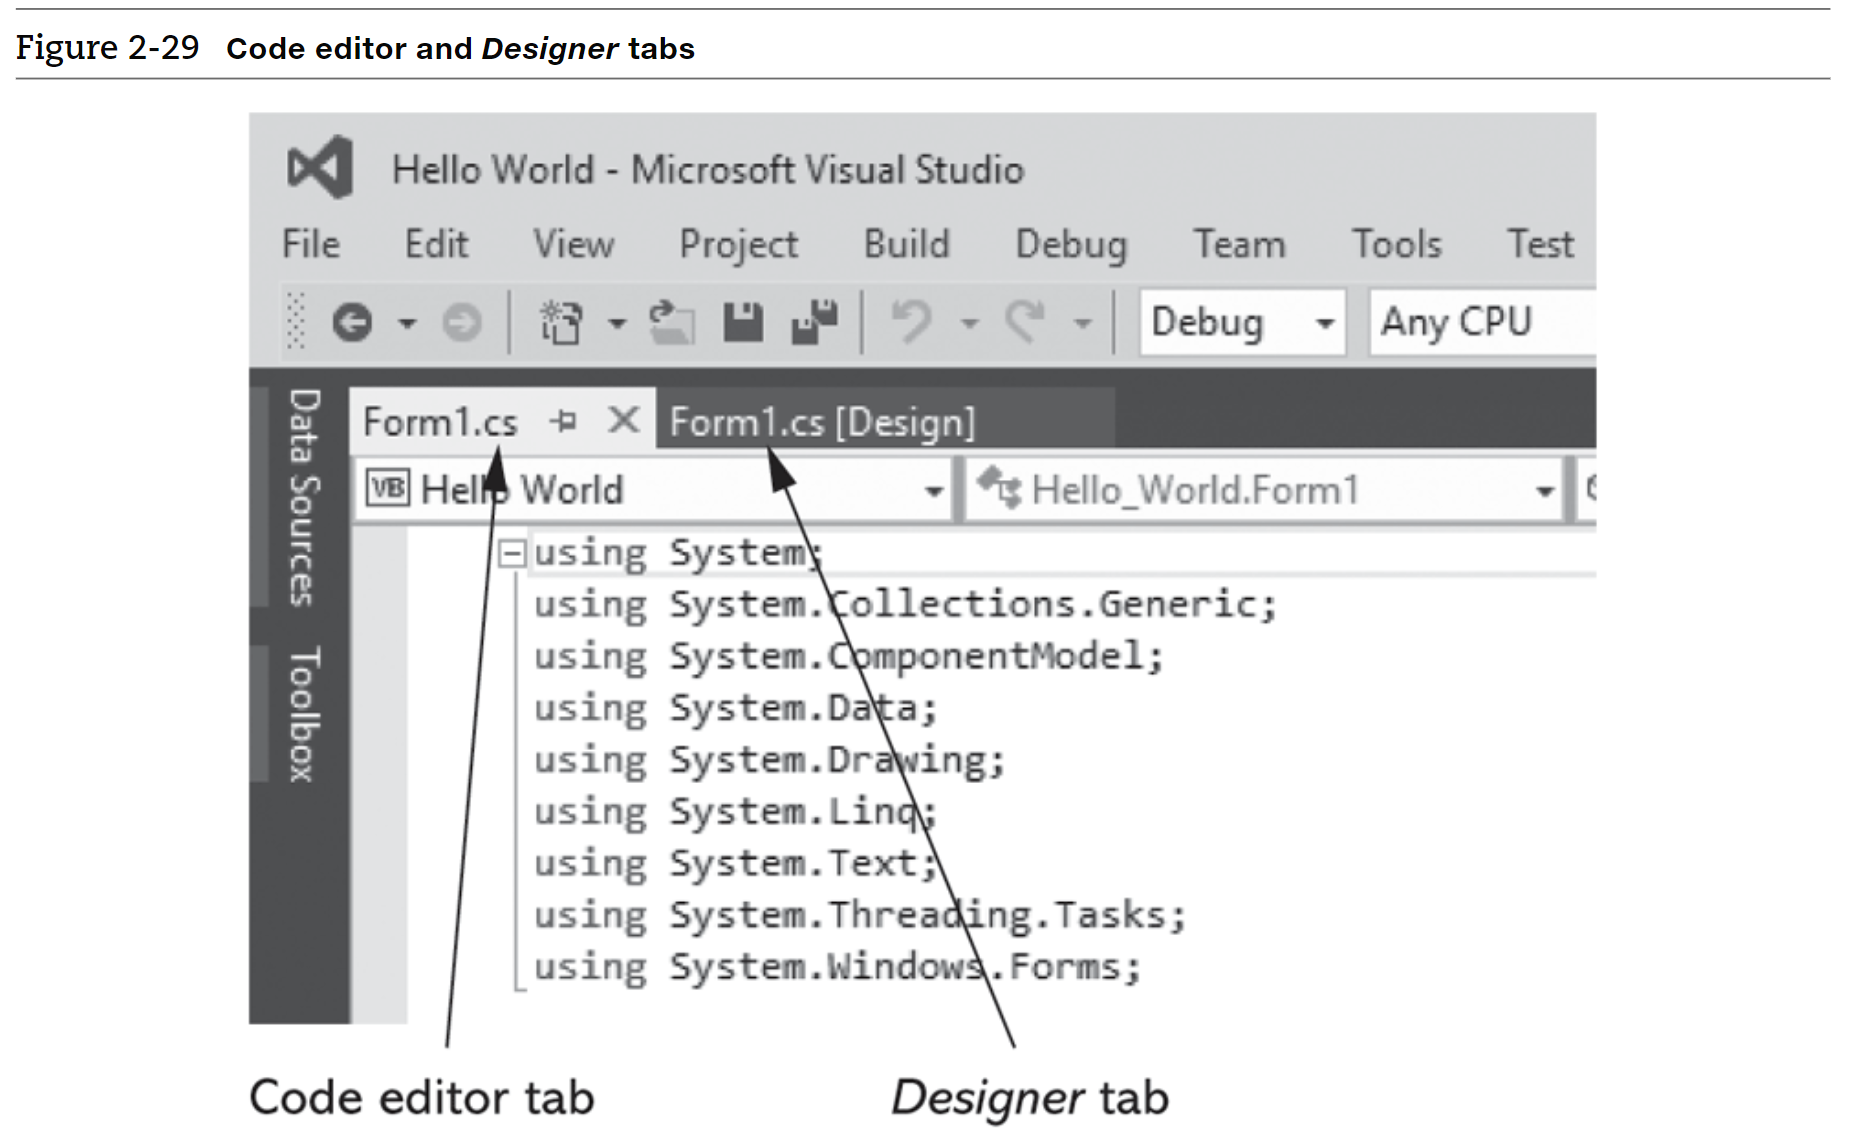 Figure 2-29 Code editor and Designer tabs
Hello World - Microsoft Visual Studio
File Edit View Project Build Debug Team Tools Test
Debug Any CPU
Data Sources
Toolbox
Form1.cs Form1.cs [Design]
VB Hello World Hello_World.Form1
using System;
using System.Collections.Generic;
using System.ComponentModel;
using System.Data;
using System.Drawing;
using System.Linq;
using System.Text;
using System.Threading.Tasks;
using System.Windows.Forms;
Code editor tab Designer tab